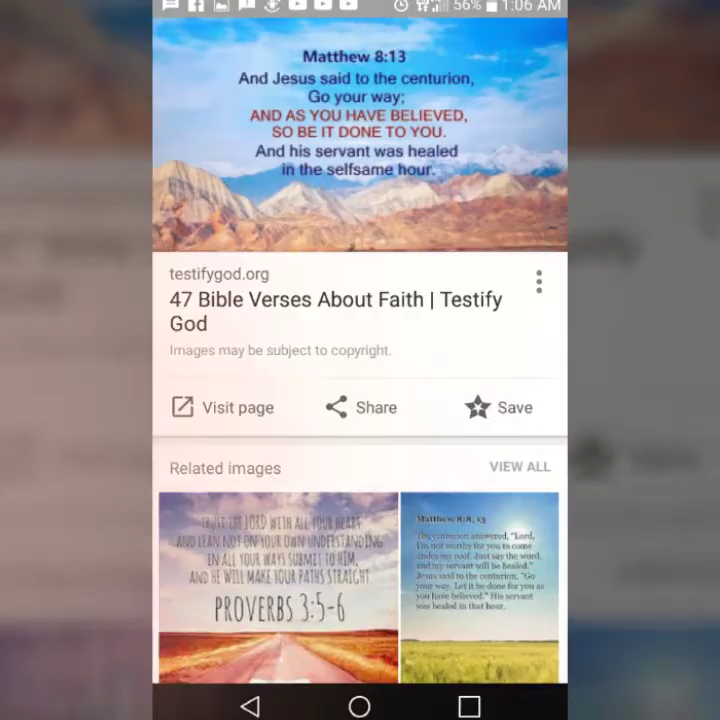 56% 1:06 AM
Matthew 8:13
And Jesus said to the centurion,
Go your way;
AND AS YOU HAVE BELIEVED,
SO BE IT DONE TO YOU.
And his servant was healed
in the selfsame hour.
testifygod.org
47 Bible Verses About Faith | Testify
God
Images may be subject to copyright.
Visit page
Share
Save
Related images
VIEW ALL
TRUST THE LORD WITH ALL YOUR HEART
AND LEAN NOT ON YOUR OWN UNDERSTANDING
IN ALL YOUR WAYS SUBMIT TO HIM,
AND HE WILL MAKE YOUR PATHS STRAIGHT
PROVERBS 3:5-6
Matthew 8:8, 13
The centurion answered, "Lord,
I'm not worthy for you to come
under my roof. Just say the word,
and my servant will be healed."
Jesus said to the centurion, "Go
your way. Let it be done for you as
you have believed." His servant
was healed in that hour.